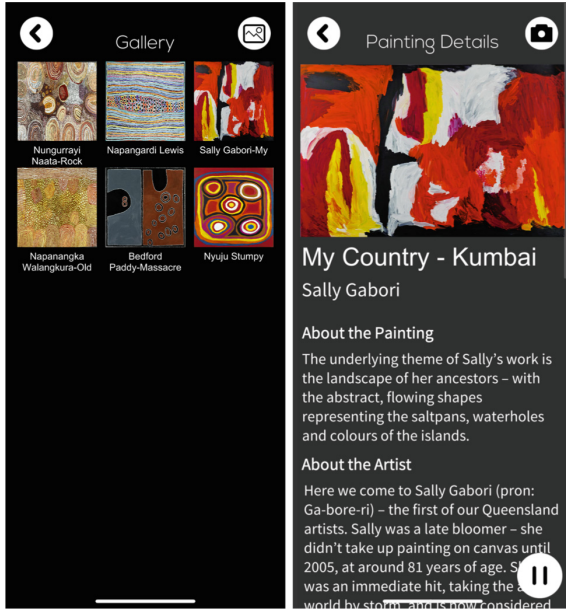 Gallery
Nungurrayi
Naata-Rock
Napangardi Lewis
Sally Gabori-My
Napanangka
Walangkura-Old
Bedford
Paddy-Massacre
Nyuju Stumpy
Painting Details
My Country - Kumbai
Sally Gabori
About the Painting
The underlying theme of Sally’s work is
the landscape of her ancestors – with
the abstract, flowing shapes
representing the saltpans, waterholes
and colours of the islands.
About the Artist
Here we come to Sally Gabori (pron:
Ga-bore-ri) – the first of our Queensland
artists. Sally was a late bloomer – she
didn’t take up painting on canvas until
2005, at around 81 years of age.
was an immediate hit, taking the
world by storm, and is now considered